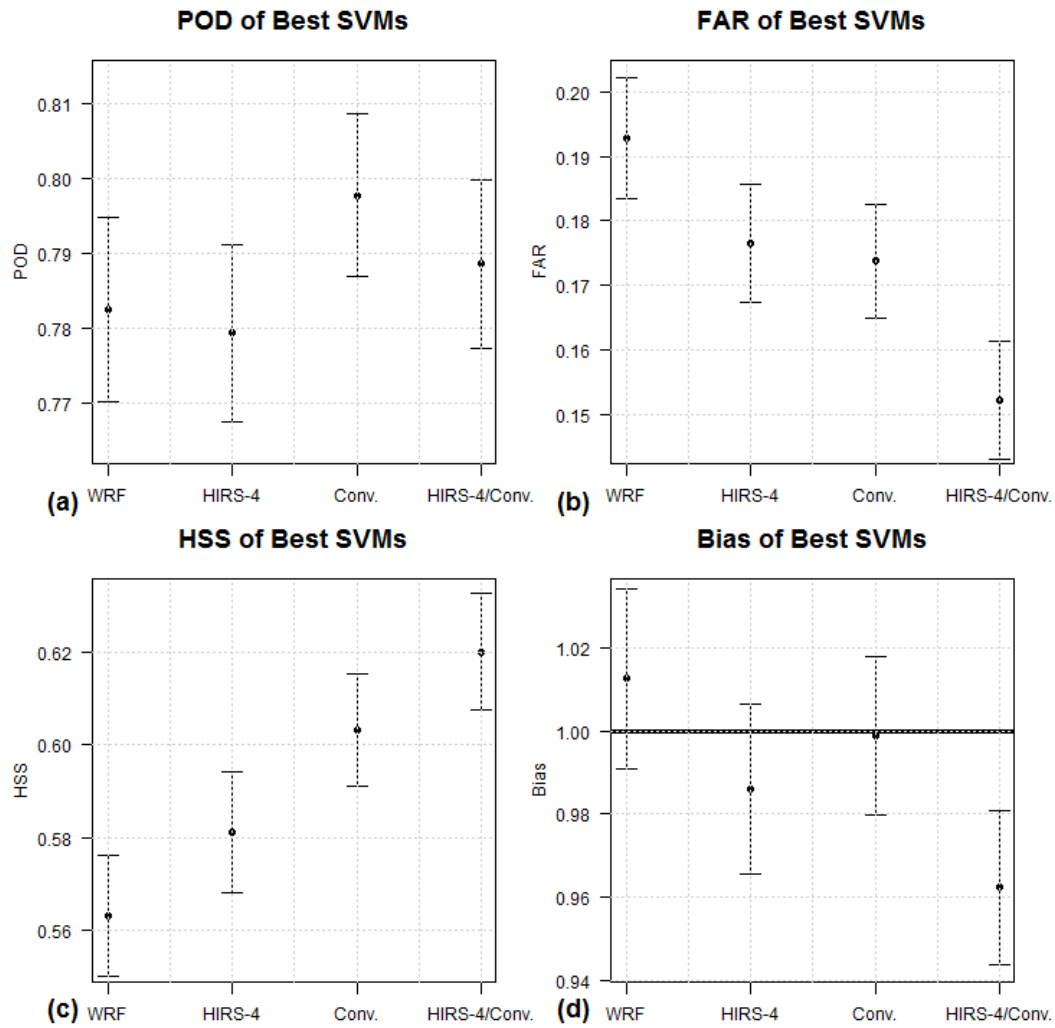 POD of Best SVMs
POD
0.81
0.80
0.79
0.78
0.77
(a) WRF HIRS-4 Conv. HIRS-4/Conv.
FAR of Best SVMs
FAR
0.20
0.19
0.18
0.17
0.16
0.15
(b) WRF HIRS-4 Conv. HIRS-4/Conv.
HSS of Best SVMs
HSS
0.62
0.60
0.58
0.56
(c) WRF HIRS-4 Conv. HIRS-4/Conv.
Bias of Best SVMs
Bias
1.02
1.00
0.98
0.96
0.94
(d) WRF HIRS-4 Conv. HIRS-4/Conv.